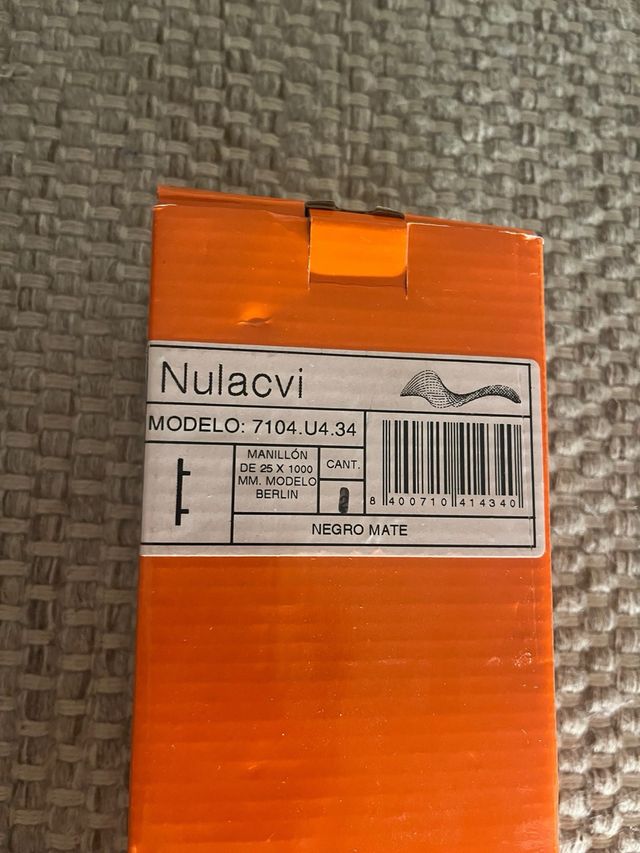 Nulacvi
MODELO: 7104.U4.34
MANILLÓN
DE 25 X 1000
MM. MODELO
BERLIN
CANT.
8 400710 414340
NEGRO MATE